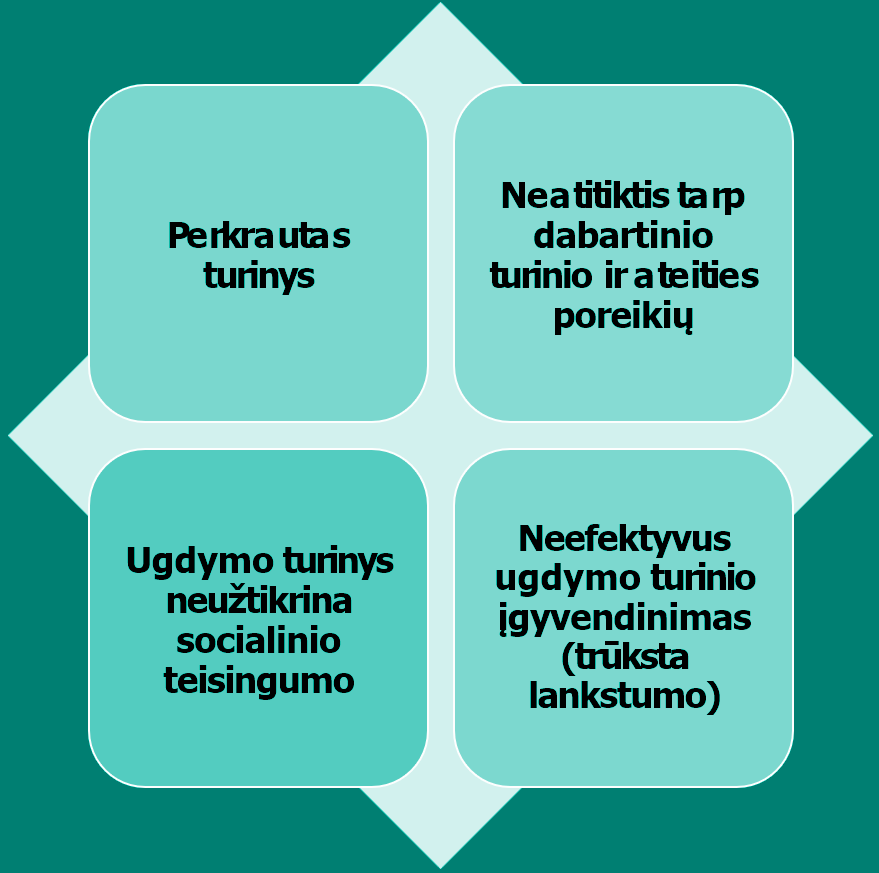 Perkrautas
turinys
Neatitiktis tarp
dabartinio
turinio ir ateities
poreikių
Ugdymo turinys
neužtikrina
socialinio
teisingumo
Neefektyvus
ugdymo turinio
įgyvendinimas
(trūksta
lankstumo)